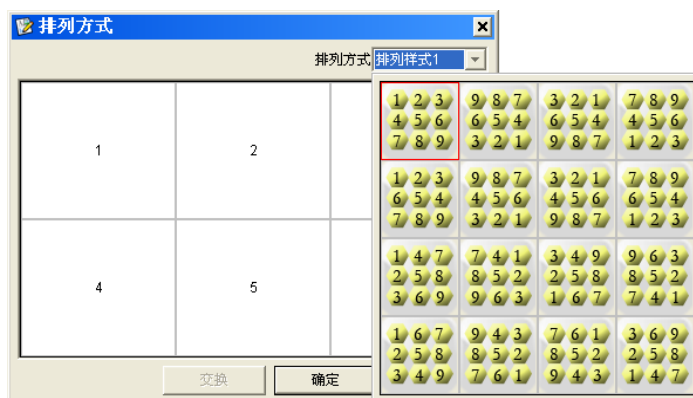 排列方式
排列方式 排列样式1
1 2
4 5
1 2 3 9 8 7 3 2 1 7 8 9
4 5 6 6 5 4 6 5 4 4 5 6
7 8 9 3 2 1 9 8 7 1 2 3
1 2 3 9 8 7 3 2 1 7 8 9
6 5 4 4 5 6 4 5 6 6 5 4
7 8 9 3 2 1 9 8 7 1 2 3
1 4 7 7 4 1 3 4 9 9 6 3
2 5 8 8 5 2 2 5 8 8 5 2
3 6 9 9 6 3 1 6 7 7 4 1
1 6 7 9 4 3 7 6 1 3 6 9
2 5 8 8 5 2 8 5 2 2 5 8
3 4 9 7 6 1 9 4 3 1 4 7
交换 确定